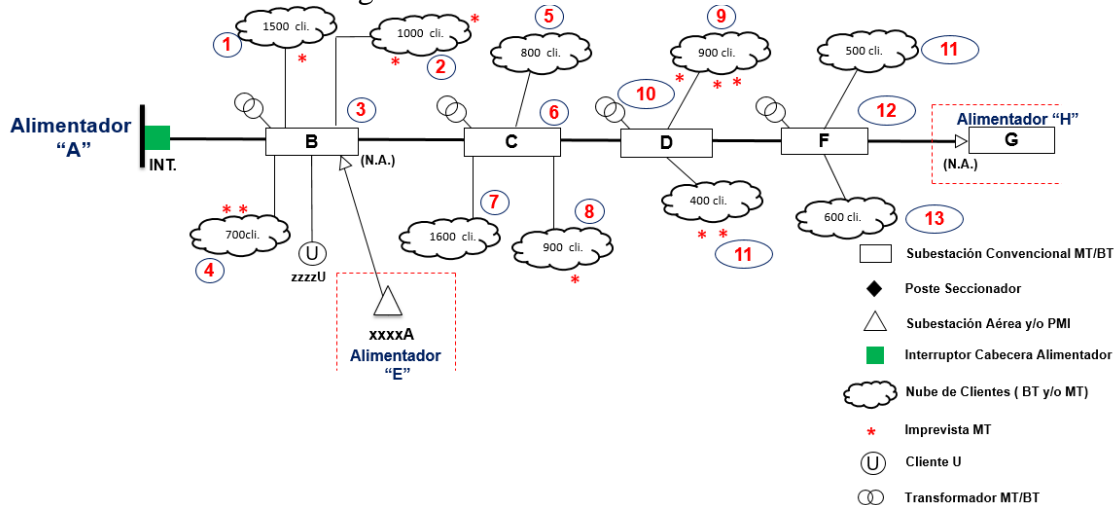 5
9
1
1500 cli.
*
1000 cli.
*
*
2
800 cli.
900 cli.
*
*
*
500 cli.
11
10
12
3
6
Alimentador
“A”
INT.
B
(N.A.)
C
D
F
Alimentador “H”
(N.A.)
G
* *
700cli.
4
U
zzzzU
7
1600 cli.
8
900 cli.
*
400 cli.
* *
11
600 cli.
13
xxxxA
Alimentador
“E”
Subestación Convencional MT/BT
Poste Seccionador
Subestación Aérea y/o PMI
Interruptor Cabecera Alimentador
Nube de Clientes ( BT y/o MT)
* Imprevista MT
U Cliente U
Transformador MT/BT